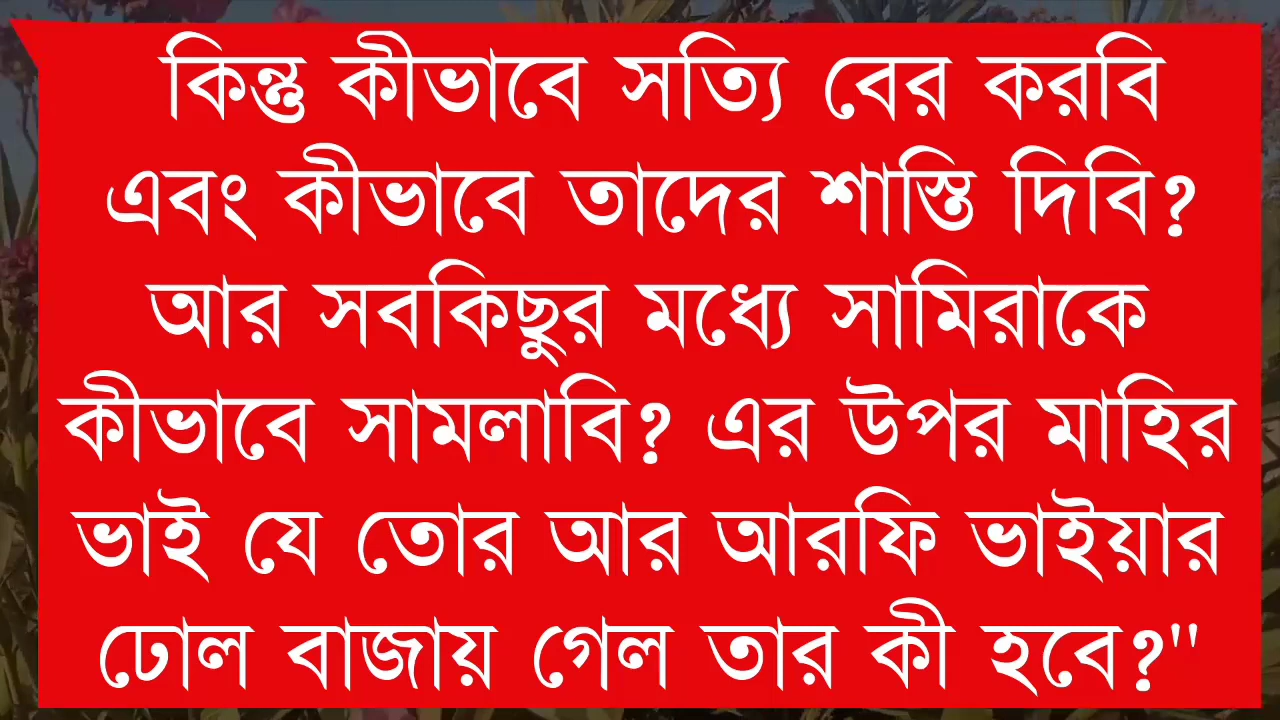 কিন্তু কীভাবে সত্যি বের করবি
এবং কীভাবে তাদের শাস্তি দিবি?
আর সবকিছুর মধ্যে সামিরাকে
কীভাবে সামলাবি? এর উপর মাহির
ভাই যে তোর আর আরফি ভাইয়ার
ঢোল বাজায় গেল তার কী হবে?"